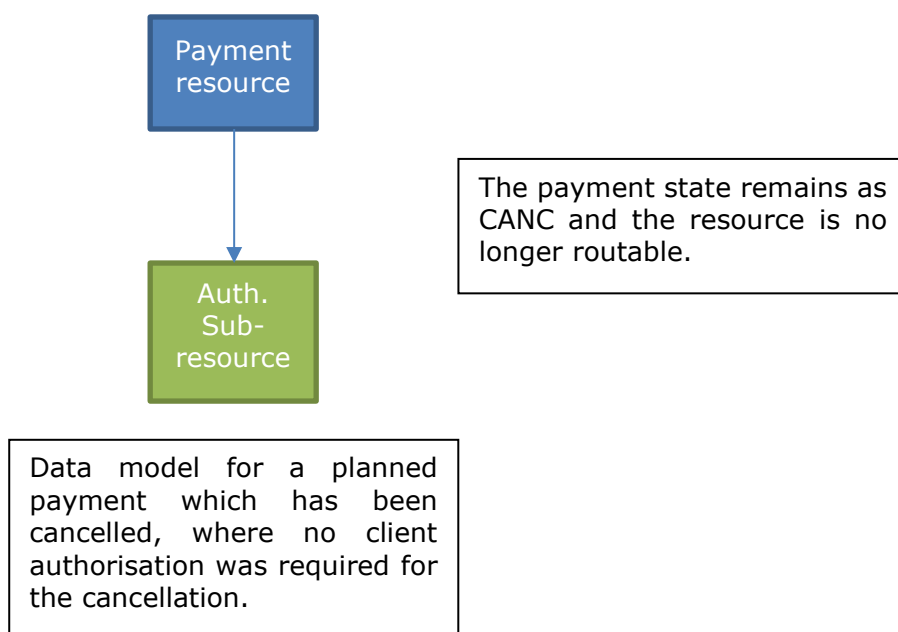 Payment
resource
The payment state remains as
CANC and the resource is no
longer routable.
Auth.
Sub-
resource
Data model for a planned
payment which has been
cancelled, where no client
authorisation was required for
the cancellation.